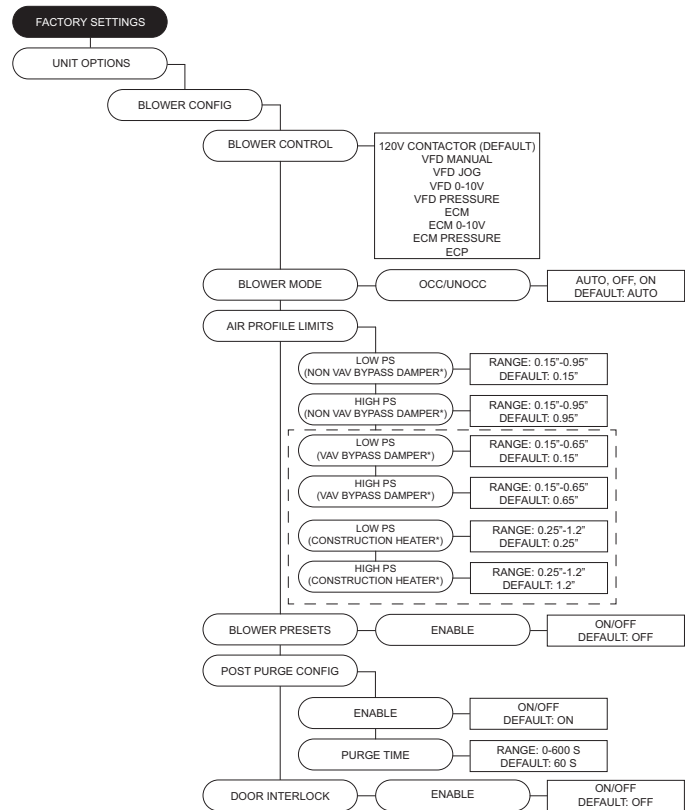 FACTORY SETTINGS
UNIT OPTIONS
BLOWER CONFIG
BLOWER CONTROL
120V CONTACTOR (DEFAULT)
VFD MANUAL
VFD JOG
VFD 0-10V
VFD PRESSURE
ECM
ECM 0-10V
ECM PRESSURE
ECP
BLOWER MODE
OCC/UNOCC
AUTO, OFF, ON
DEFAULT: AUTO
AIR PROFILE LIMITS
LOW PS
(NON VAV BYPASS DAMPER*)
RANGE: 0.15”-0.95”
DEFAULT: 0.15”
HIGH PS
(NON VAV BYPASS DAMPER*)
RANGE: 0.15”-0.95”
DEFAULT: 0.95”
LOW PS
(VAV BYPASS DAMPER*)
RANGE: 0.15”-0.65”
DEFAULT: 0.15”
HIGH PS
(VAV BYPASS DAMPER*)
RANGE: 0.15”-0.65”
DEFAULT: 0.65”
LOW PS
(CONSTRUCTION HEATER*)
RANGE: 0.25”-1.2”
DEFAULT: 0.25”
HIGH PS
(CONSTRUCTION HEATER*)
RANGE: 0.25”-1.2”
DEFAULT: 1.2”
BLOWER PRESETS
ENABLE
ON/OFF
DEFAULT: OFF
POST PURGE CONFIG
ENABLE
ON/OFF
DEFAULT: ON
PURGE TIME
RANGE: 0-600 S
DEFAULT: 60 S
DOOR INTERLOCK
ENABLE
ON/OFF
DEFAULT: OFF